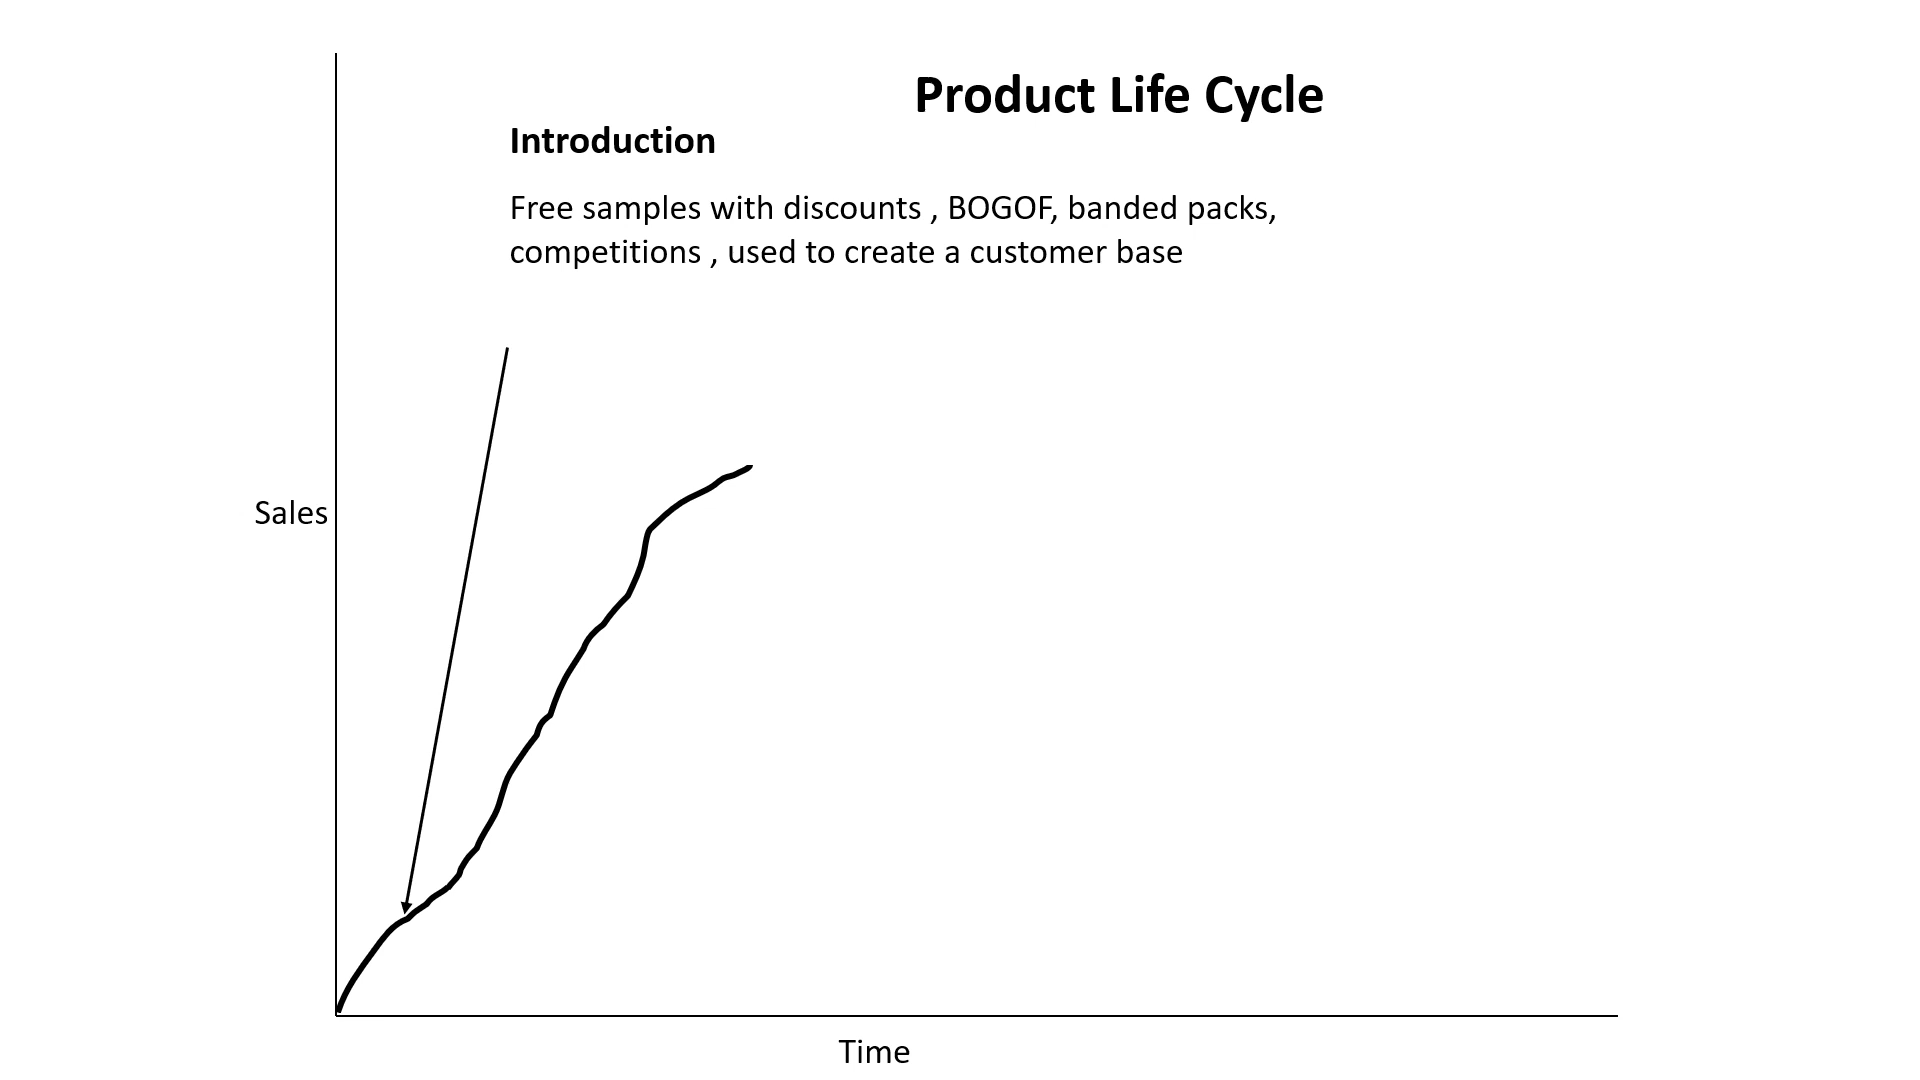 Product Life Cycle
Introduction
Free samples with discounts , BOGOF, banded packs,
competitions , used to create a customer base
Sales
Time